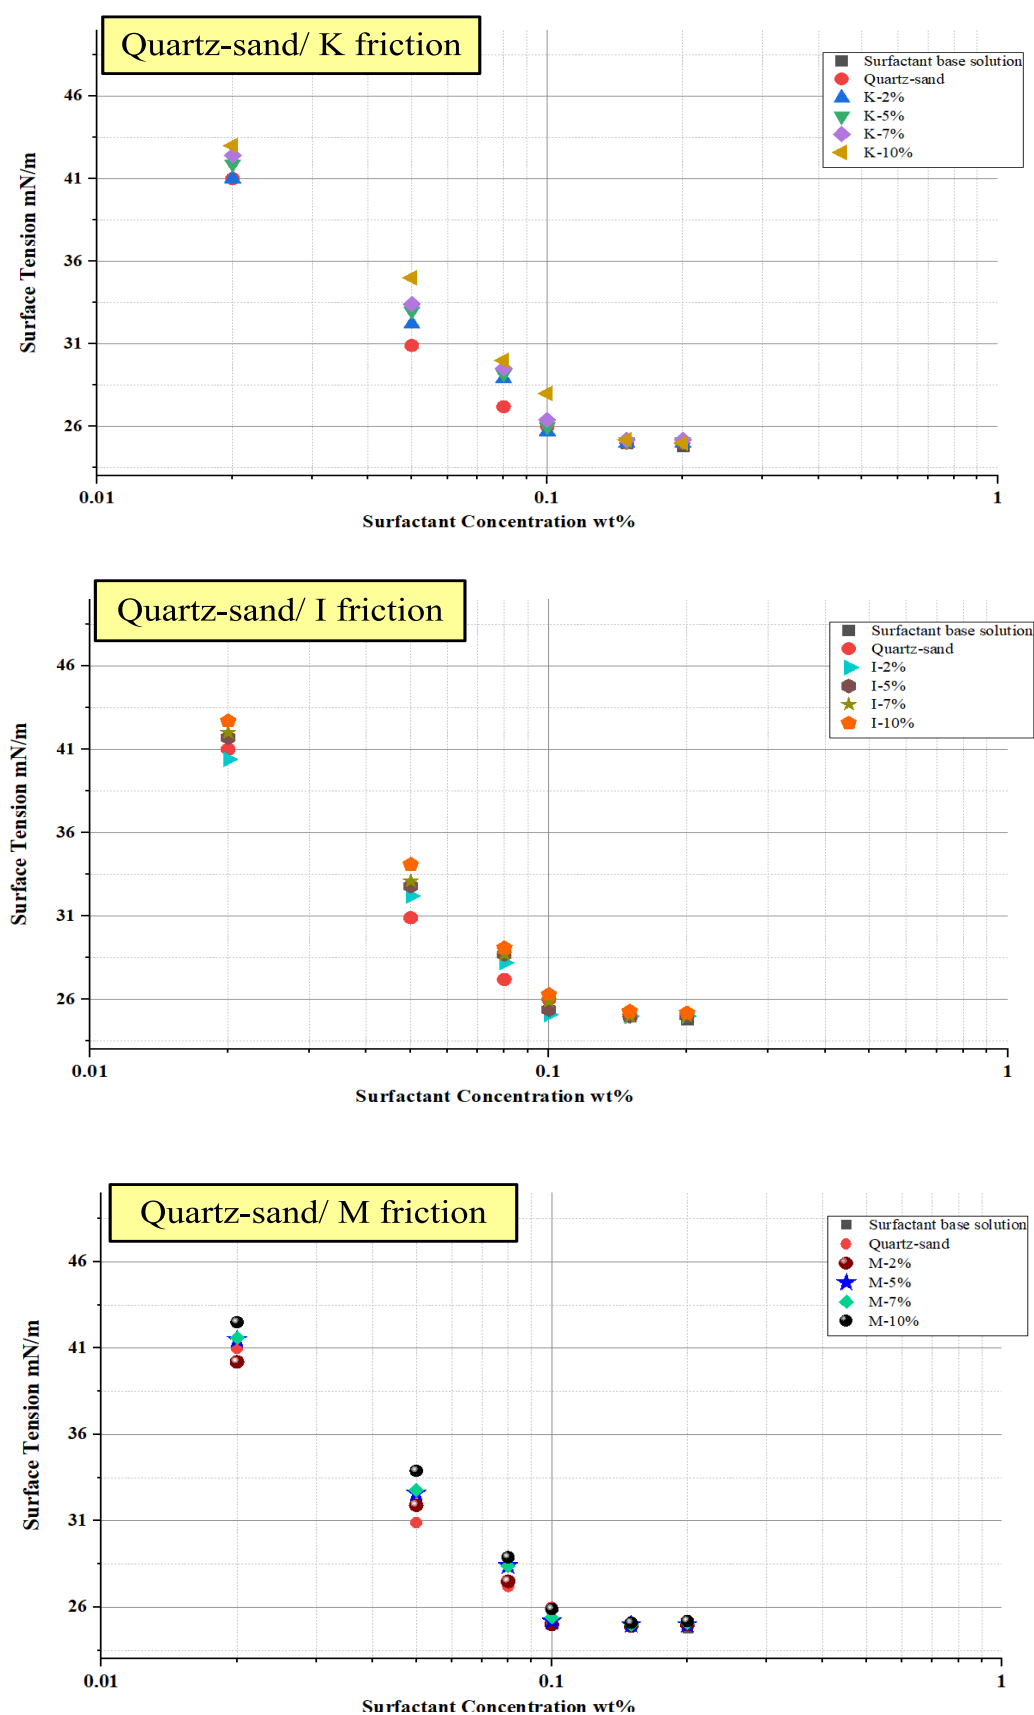 Quartz-sand/ K friction
Surfactant base solution
Quartz-sand
K-2%
K-5%
K-7%
K-10%
46
41
36
31
26
Surface Tension mN/m
0.01
0.1
1
Surfactant Concentration wt%
Quartz-sand/ I friction
Surfactant base solution
Quartz-sand
I-2%
I-5%
I-7%
I-10%
46
41
36
31
26
Surface Tension mN/m
0.01
0.1
1
Surfactant Concentration wt%
Quartz-sand/ M friction
Surfactant base solution
Quartz-sand
M-2%
M-5%
M-7%
M-10%
46
41
36
31
26
Surface Tension mN/m
0.01
0.1
1
Surfactant Concentration wt%